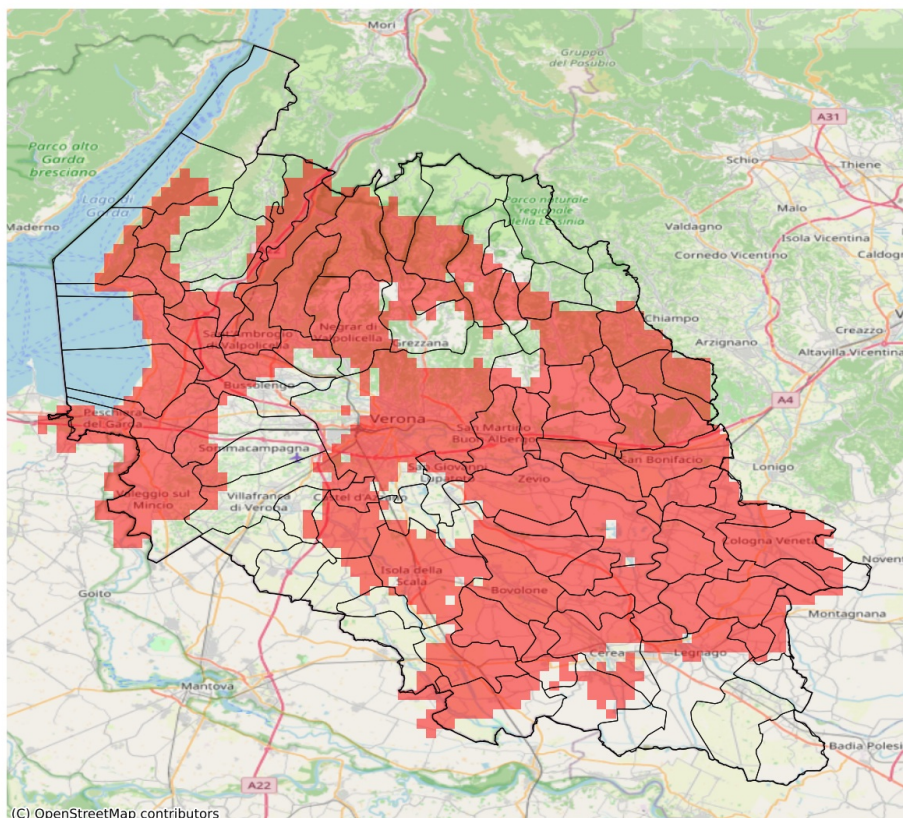 Mori
Gruppo
del Pasubio
A31
Parco alto
Garda
bresciano
Schio
Thiene
Lago di
Garda
Parco naturale
regionale
della Lessinia
Malo
Maderno
Valdagno
Isola Vicentina
Cornedo Vicentino
Caldogn
Chiampo
Sant'Ambrogio
di Valpolicella
Negrar di
Valpolicella
Grezzana
Arzignano
Creazzo
Altavilla Vicentina
Bussolengo
A4
Peschiera
del Garda
Verona
San Martino
Buon Albergo
Sommacampagna
San Bonifacio
Lonigo
San Giovanni
Lupatoto
Zevio
Valeggio sul
Mincio
Villafranca
di Verona
Castel d'Azzano
Cologna Veneta
Isola della
Scala
Noven
Goito
Bovolone
Montagnana
Cerea
Legnago
Mantova
Badia Polesi
A22
(C) OpenStreetMap contributors